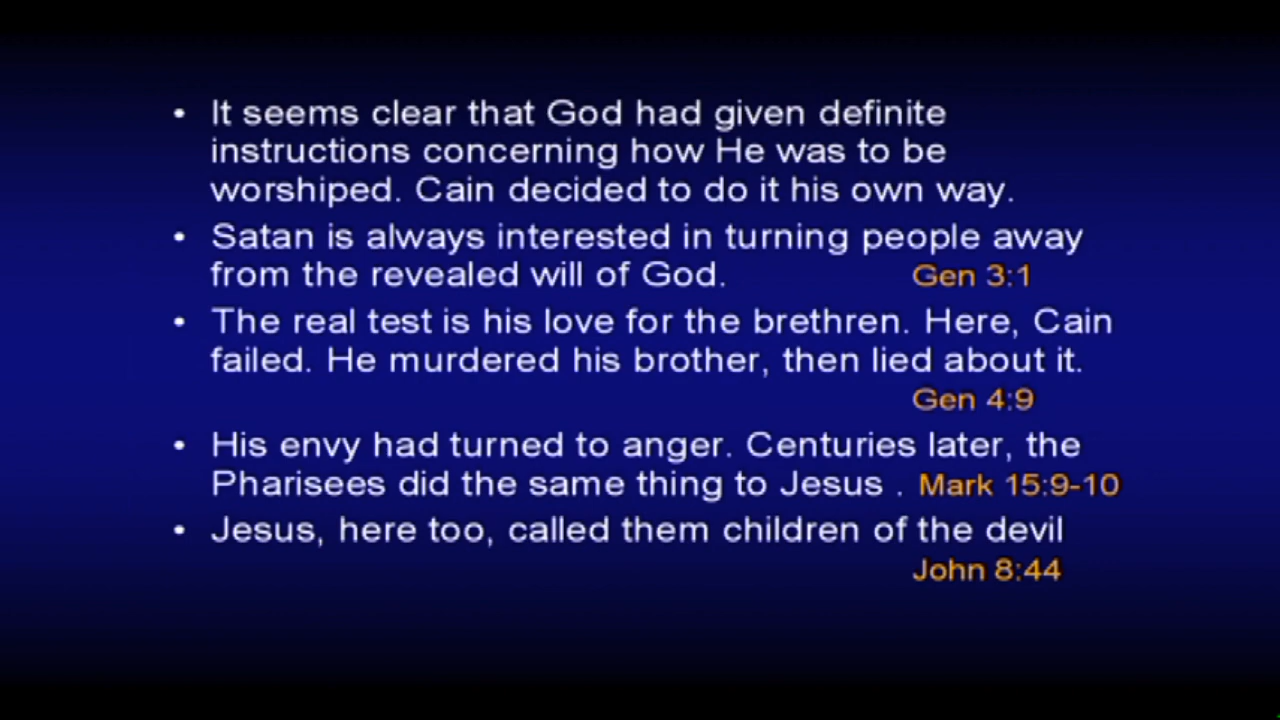 • It seems clear that God had given definite
instructions concerning how He was to be
worshiped. Cain decided to do it his own way.
• Satan is always interested in turning people away
from the revealed will of God. Gen 3:1
• The real test is his love for the brethren. Here, Cain
failed. He murdered his brother, then lied about it.
Gen 4:9
• His envy had turned to anger. Centuries later, the
Pharisees did the same thing to Jesus . Mark 15:9-10
• Jesus, here too, called them children of the devil
John 8:44